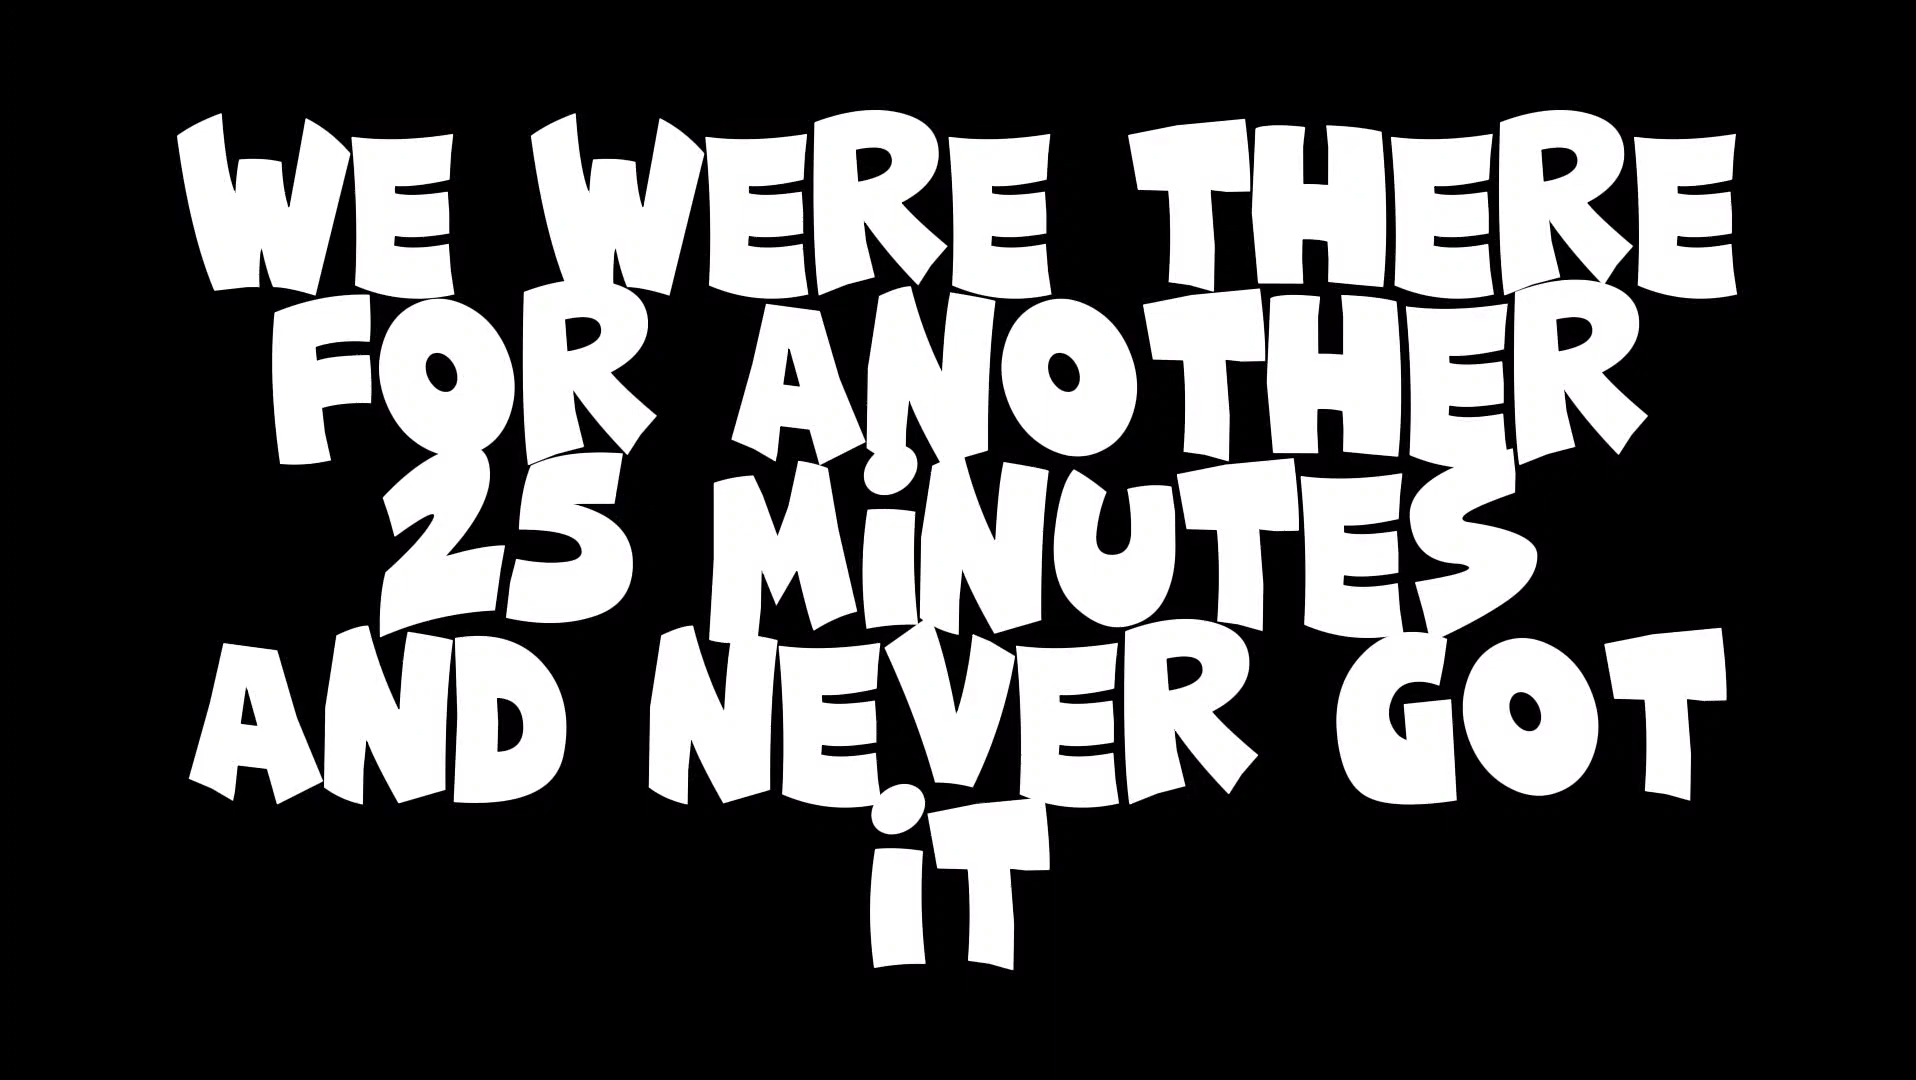 WE WERE THERE
FOR ANOTHER
25 MiNUTES
AND NEVER GOT
iT